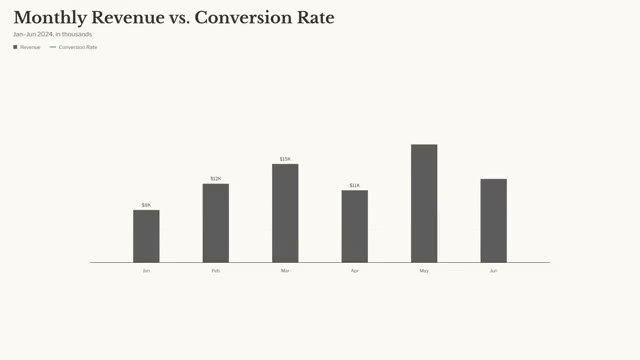 Monthly Revenue vs. Conversion Rate
Jan–Jun 2024, in thousands
Revenue Conversion Rate
$8K
$12K
$15K
$11K
Jan Feb Mar Apr May Jun